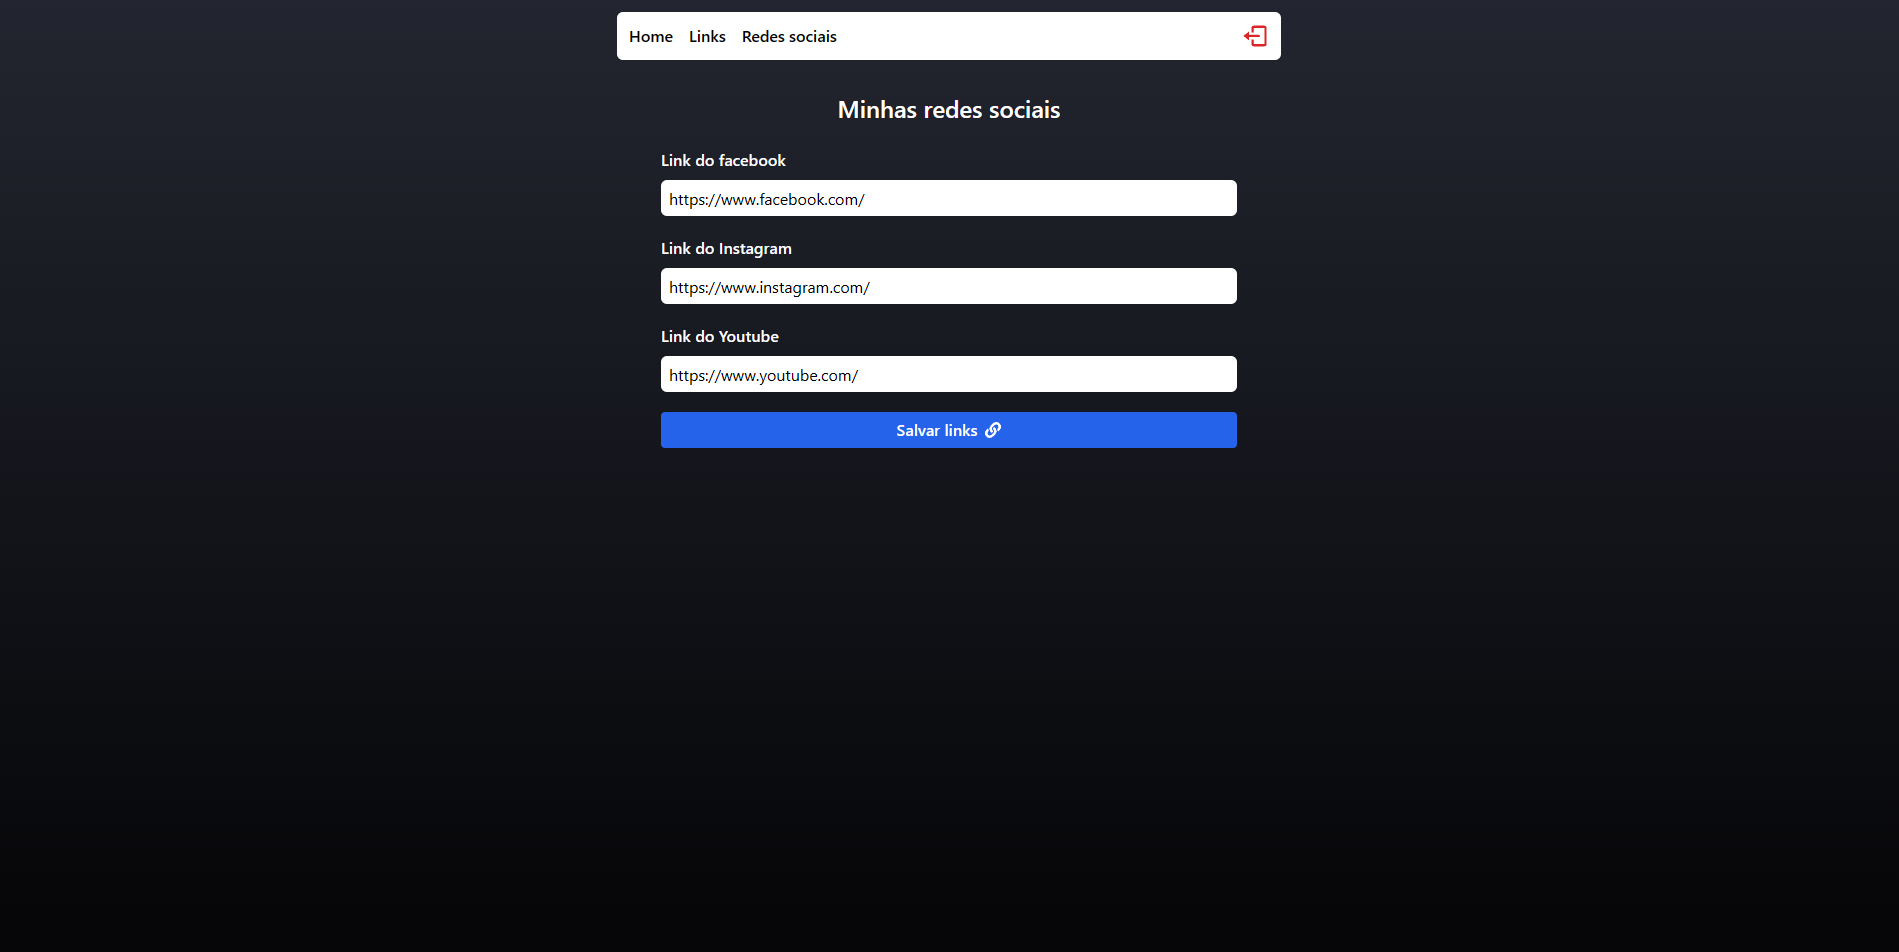 Home Links Redes sociais
Minhas redes sociais
Link do facebook
https://www.facebook.com/
Link do Instagram
https://www.instagram.com/
Link do Youtube
https://www.youtube.com/
Salvar links